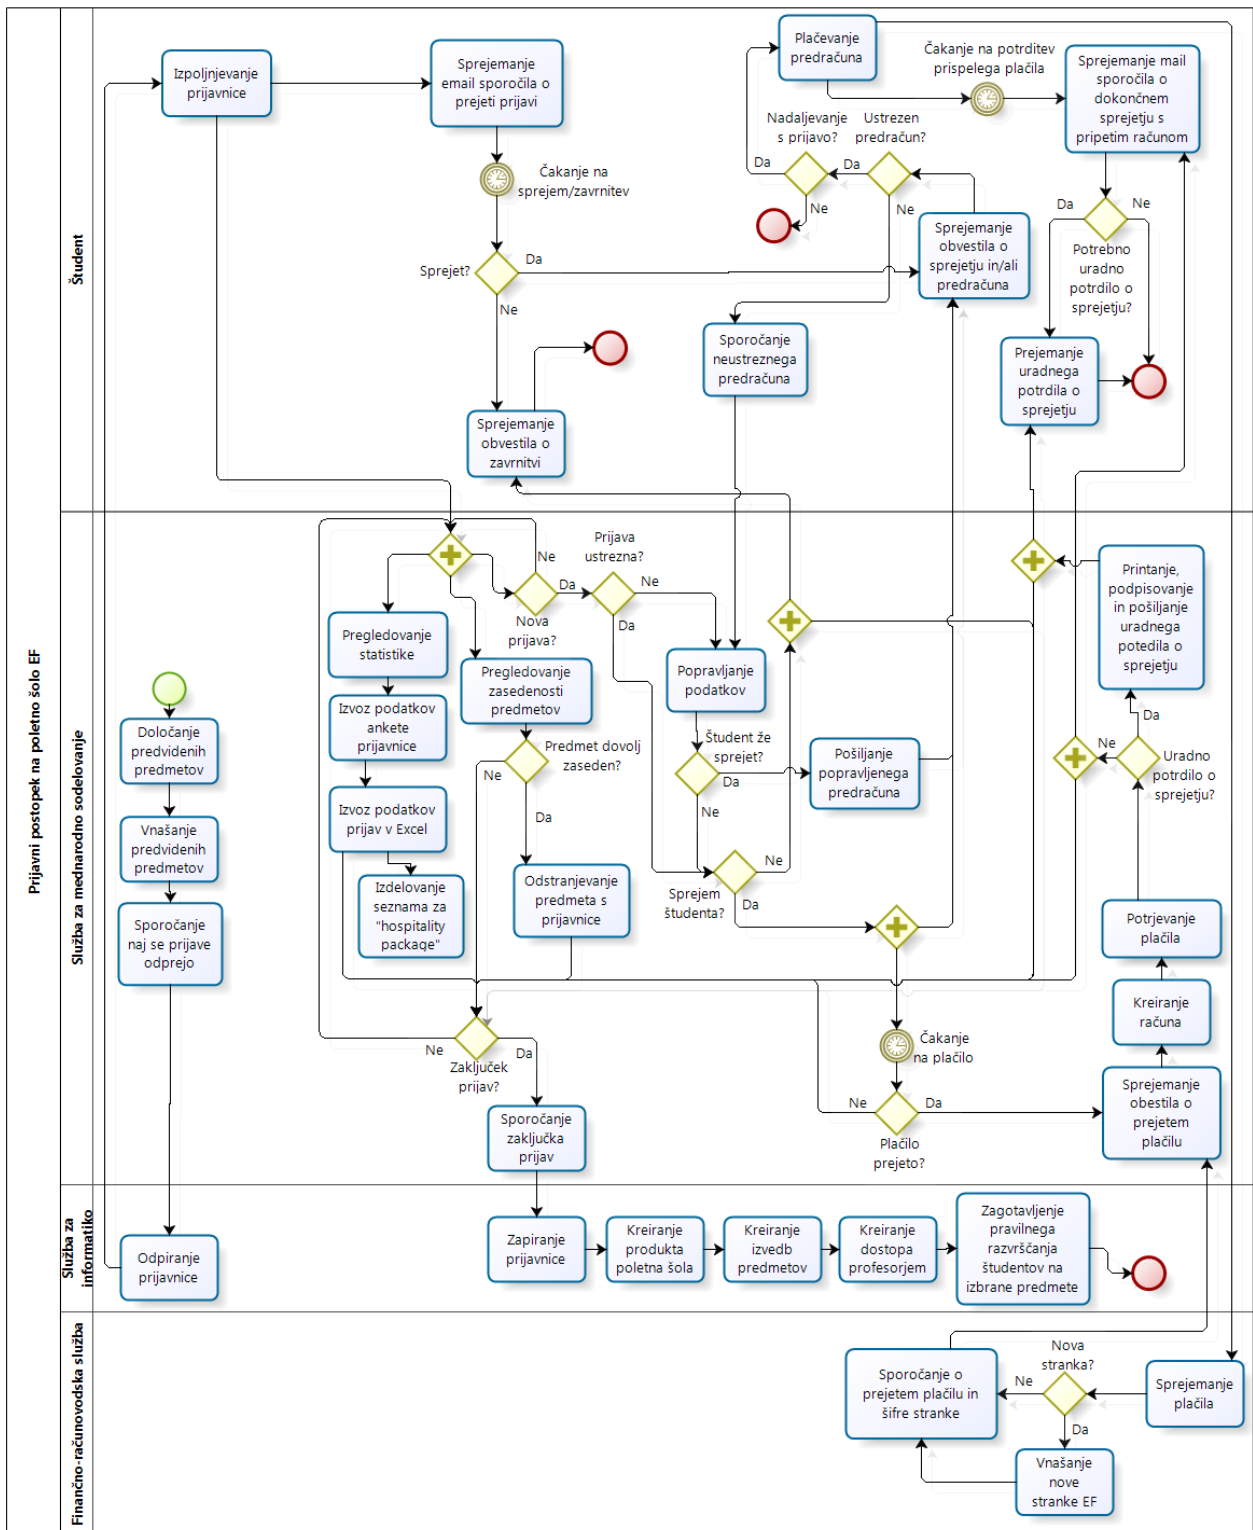 Prijavni postopek na poletno šolo EF
Študent
Izpoljnjevanje
prijavnice
Sprejemanje
email sporočila o
prejeti prijavi
Čakanje na
sprejem/zavrnitev
Sprejet?
Da
Ne
Sprejemanje
obvestila o
zavrnitvi
Plačevanje
predračuna
Čakanje na potrditev
prispelega plačila
Sprejemanje mail
sporočila o
dokončnem
sprejetju s
pripetim računom
Nadaljevanje
s prijavo?
Ustrezen
predračun?
Da
Da
Ne
Ne
Sprejemanje
obvestila o
sprejetju in/ali
predračuna
Da
Ne
Potrebno
uradno
potrdilo o
sprejetju?
Sporočanje
neustreznega
predračuna
Prejemanje
uradnega
potrdila o
sprejetju
Služba za mednarodno sodelovanje
Določanje
predvidenih
predmetov
Vnašanje
predvidenih
predmetov
Sporočanje
naj se prijave
odprejo
Ne
Da
Nova
prijava?
Prijava
ustrezna?
Ne
Da
Pregledovanje
statistike
Izvoz podatkov
ankete
prijavnice
Izvoz podatkov
prijav v Excel
Izdelovanje
seznama za
"hospitality
package"
Pregledovanje
zasedenosti
predmetov
Predmet dovolj
zaseden?
Ne
Da
Odstranjevanje
predmeta s
prijavnice
Popravljanje
podatkov
Študent že
sprejet?
Da
Ne
Pošiljanje
popravljenega
predračuna
Sprejem
študenta?
Ne
Da
Printanje,
podpisovanje
in pošiljanje
uradnega
potedila o
sprejetju
Da
Ne
Uradno
potrdilo o
sprejetju?
Potrjevanje
plačila
Kreiranje
računa
Sprejemanje
obestila o
prejetem
plačilu
Čakanje
na plačilo
Ne
Da
Plačilo
prejeto?
Ne
Da
Zaključek
prijav?
Sporočanje
zaključka
prijav
Služba za
informatiko
Odpiranje
prijavnice
Zapiranje
prijavnice
Kreiranje
produkta
poletna šola
Kreiranje
izvedb
predmetov
Kreiranje
dostopa
profesorjem
Zagotavljenje
pravilnega
razvrščanja
študentov na
izbrane predmete
Finančno-računovodska služba
Sporočanje o
prejetem plačilu in
šifre stranke
Nova
stranka?
Ne
Da
Sprejemanje
plačila
Vnašanje
nove
stranke EF